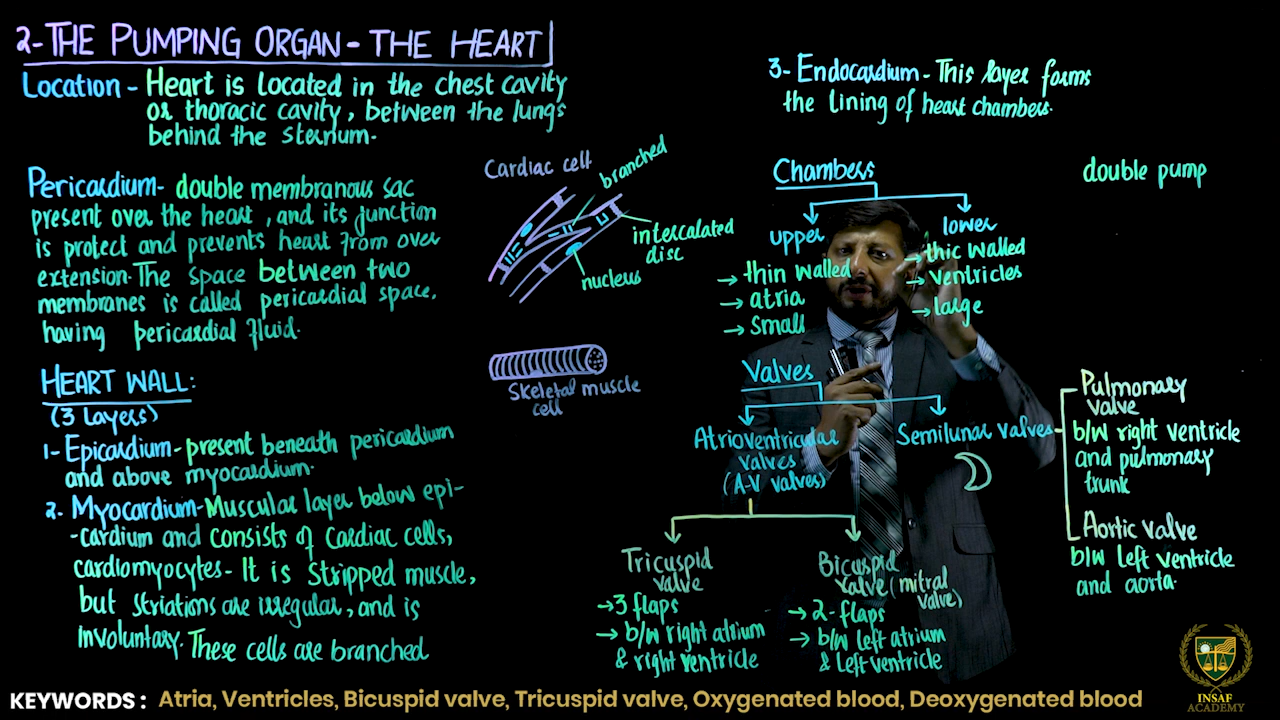 2-THE PUMPING ORGAN - THE HEART
Location - Heart is located in the chest cavity
or thoracic cavity, between the lungs
behind the sternum.
Pericardium- double membranous sac
present over the heart, and its junction
is protect and prevents heart from over
extension. The space between two
membranes is called pericardial space,
having pericardial fluid.
HEART WALL:
(3 Layers)
1- Epicardium - present beneath pericardium
and above myocardium.
2. Myocardium- Muscular layer below epi-
-cardium and consists of cardiac cells,
cardiomyocytes- It is stripped muscle,
but striations are irregular, and is
involuntary. These cells are branched
Cardiac cell
branched
intercalated
disc
nucleus
Skeletal muscle
cell
3- Endocardium - This layer forms
the lining of heart chambers.
Chambers
upper
→ thin walled
→ atria
→ small
lower
→ thic walled
→ ventricles
→ large
double pump
Valves
Atrioventricular
valves
(A-V valves)
Semilunar valves
Tricuspid
valve
→3 flaps
→ b/w right atrium
& right ventricle
Bicuspid
valve (mitral
valve)
→ 2-flaps
→ b/w left atrium
& left ventricle
Pulmonary
valve
b/w right ventricle
and pulmonary
trunk
Aortic valve
b/w left ventricle
and aorta.
KEYWORDS : Atria, Ventricles, Bicuspid valve, Tricuspid valve, Oxygenated blood, Deoxygenated blood
INSAF
ACADEMY